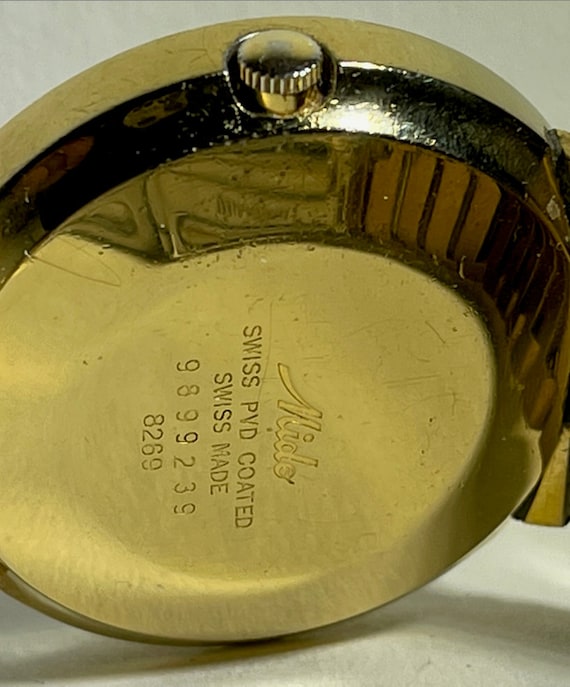 Mido
SWISS PVD COATED
SWISS MADE
9899239
8269